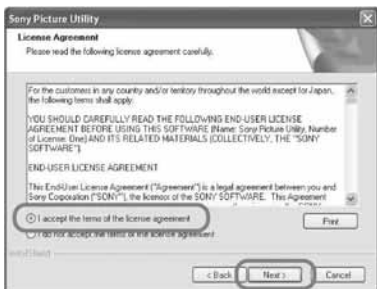 Sony Picture Utility
License Agreement
Please read the following license agreement carefully.
For the customers in any country and/or territory throughout the world except for Japan,
the following terms shall apply:
YOU SHOULD CAREFULLY READ THE FOLLOWING END-USER LICENSE
AGREEMENT BEFORE USING THIS SOFTWARE (Name: Sony Picture Utility, Number
of License: One) AND ITS RELATED MATERIALS (COLLECTIVELY, THE "SONY
SOFTWARE").
END-USER LICENSE AGREEMENT
This End-User License Agreement ("Agreement") is a legal agreement between you and
Sony Corporation ("SONY"), the licensor of the SONY SOFTWARE. This Agreement
I accept the terms of the license agreement
I do not accept the terms of the license agreement
Print
InstallShield
< Back
Next >
Cancel